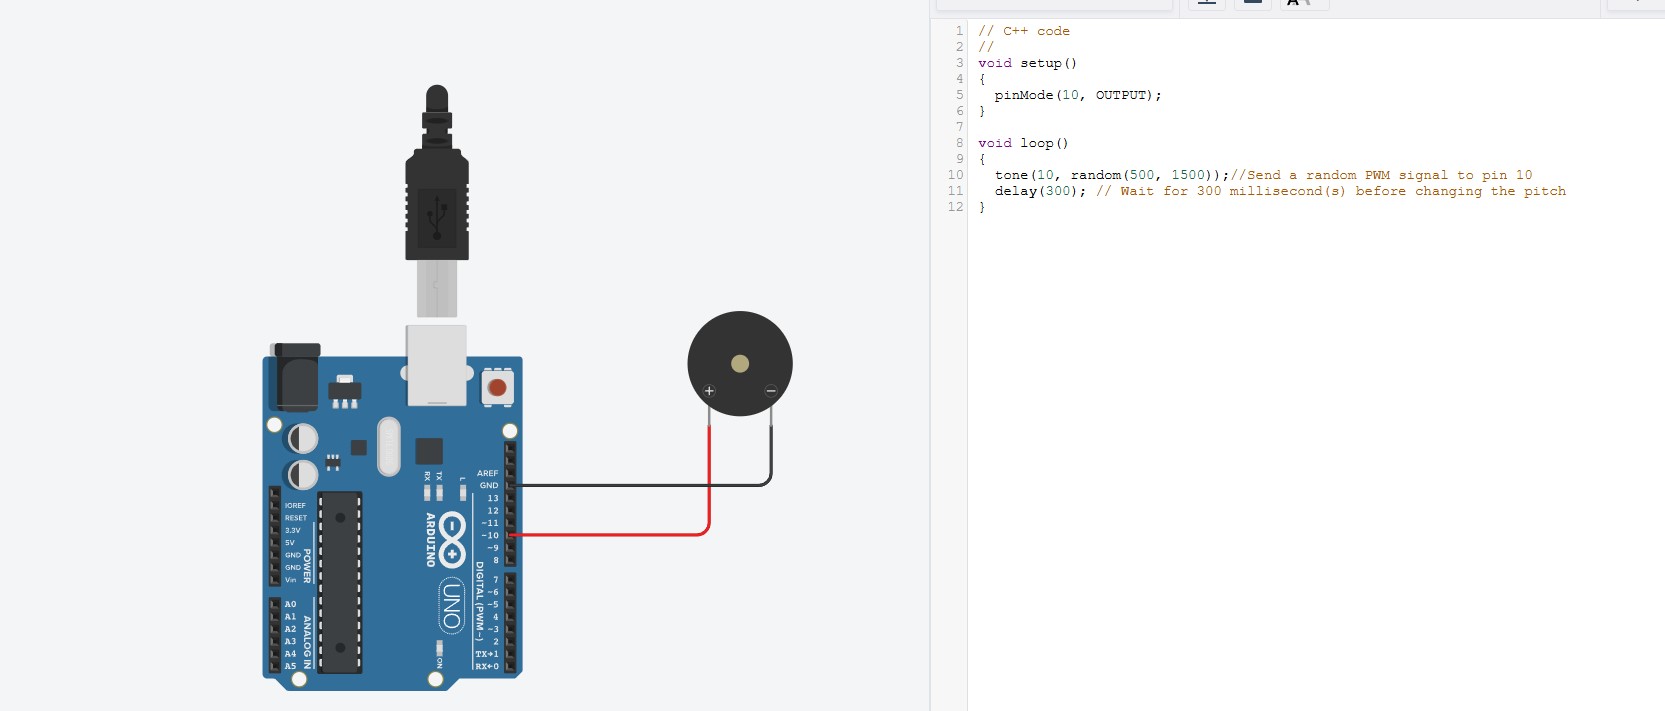 1 // C++ code
2 //
3 void setup()
4 {
5   pinMode(10, OUTPUT);
6 }
7
8 void loop()
9 {
10   tone(10, random(500, 1500));//Send a random PWM signal to pin 10
11   delay(300); // Wait for 300 millisecond(s) before changing the pitch
12 }
+ −
AREF
GND
13
12
~11
~10
~9
8
7
~6
~5
4
~3
2
TX→1
RX←0
DIGITAL (PWM~)
RX TX L
ARDUINO
UNO
ON
IOREF
RESET
3.3V
5V
GND
GND
Vin
POWER
A0
A1
A2
A3
A4
A5
ANALOG IN